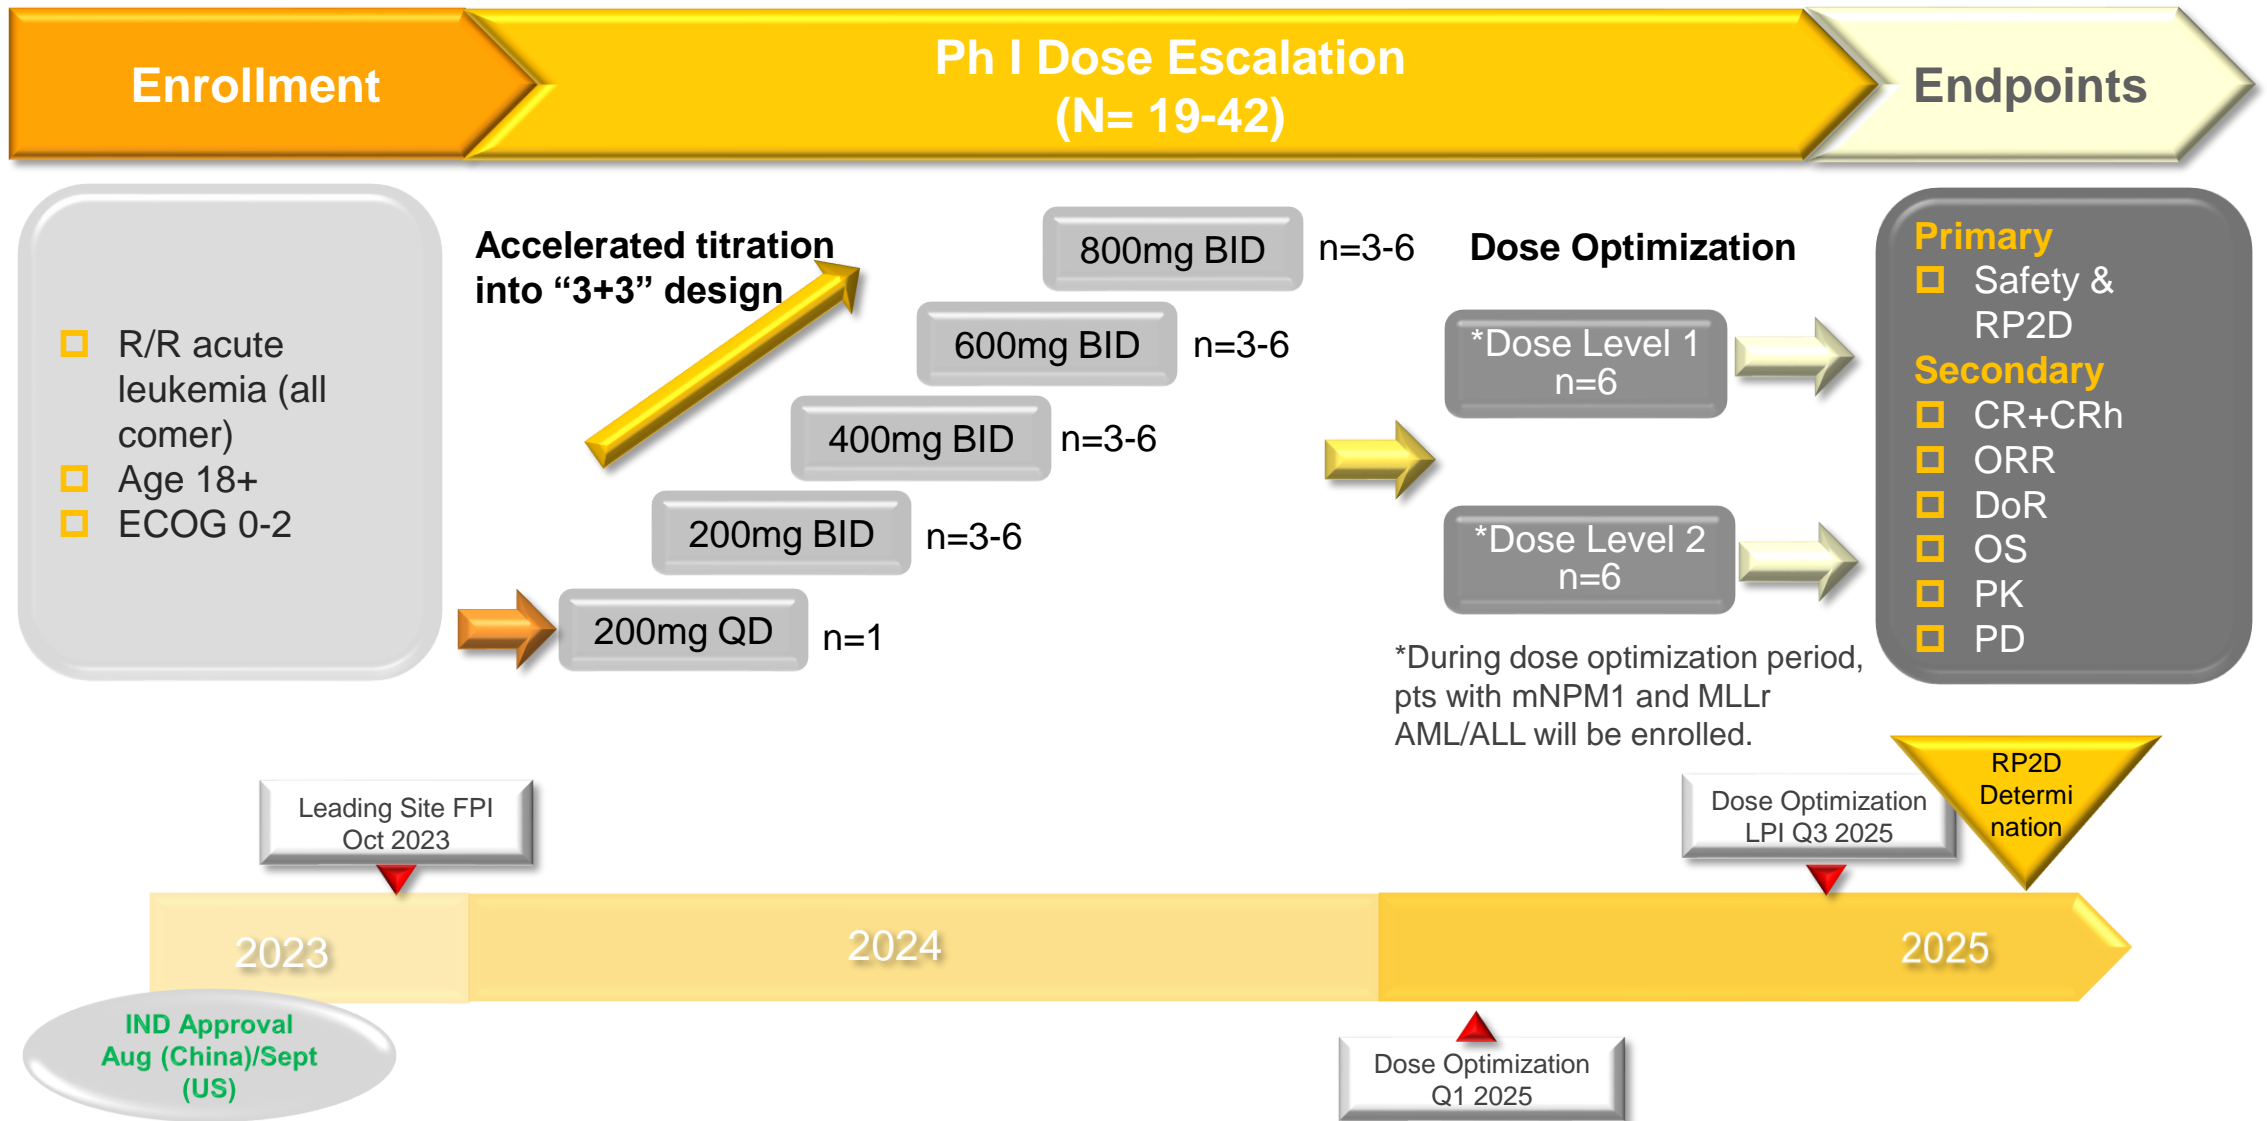 Enrollment
Ph I Dose Escalation
(N= 19-42)
Endpoints
R/R acute
leukemia (all
comer)
Age 18+
ECOG 0-2
Accelerated titration
into “3+3” design
800mg BID
n=3-6
600mg BID
n=3-6
400mg BID
n=3-6
200mg BID
n=3-6
200mg QD
n=1
Dose Optimization
*Dose Level 1
n=6
*Dose Level 2
n=6
*During dose optimization period,
pts with mNPM1 and MLLr
AML/ALL will be enrolled.
Primary
Safety &
RP2D
Secondary
CR+CRh
ORR
DoR
OS
PK
PD
Leading Site FPI
Oct 2023
Dose Optimization
LPI Q3 2025
RP2D
Determi
nation
2023
2024
2025
IND Approval
Aug (China)/Sept
(US)
Dose Optimization
Q1 2025